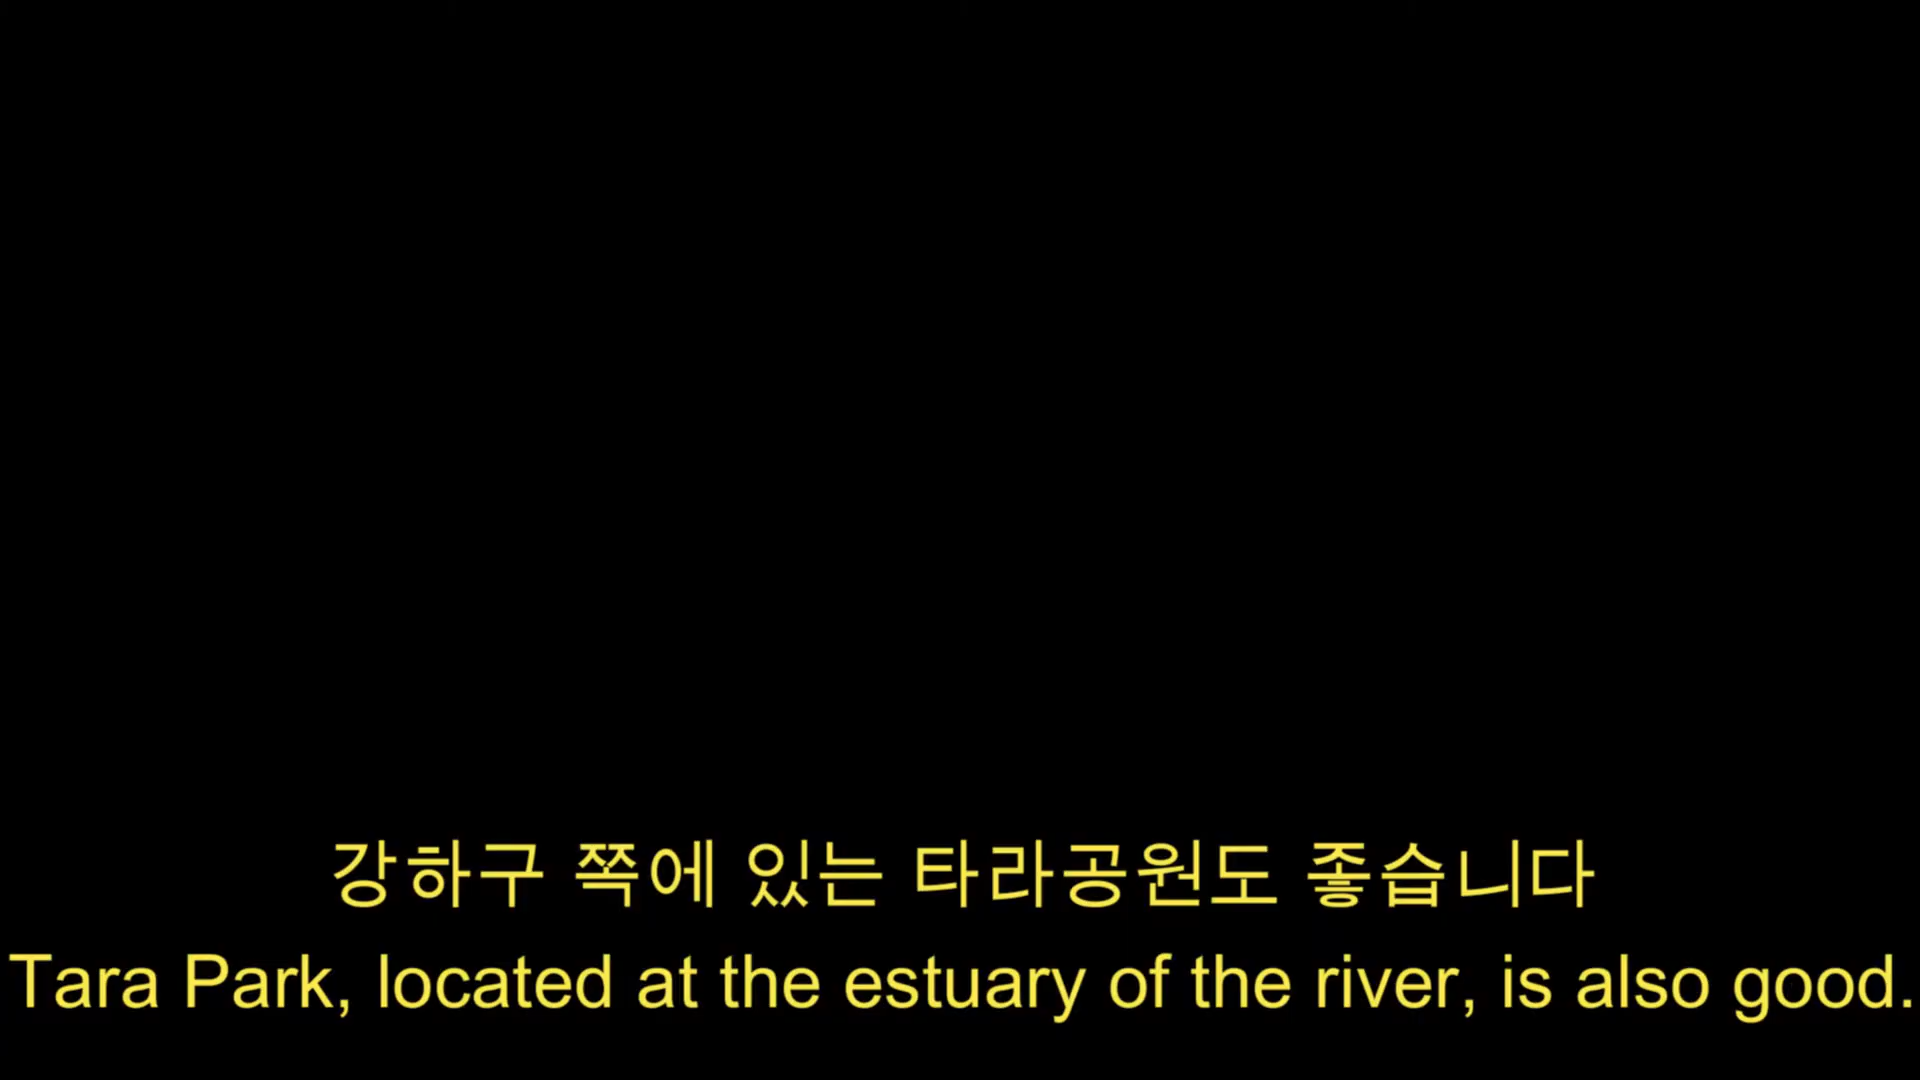 강하구 쪽에 있는 타라공원도 좋습니다
Tara Park, located at the estuary of the river, is also good.